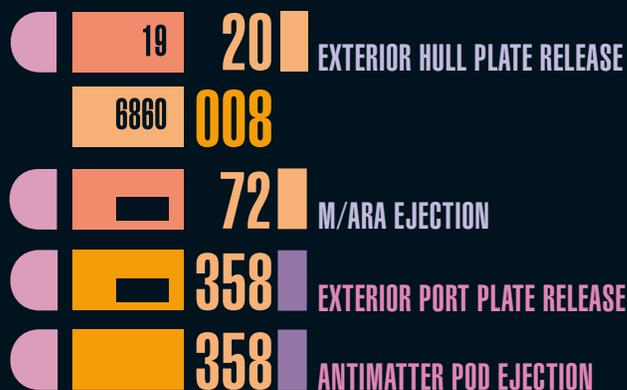 19 20 EXTERIOR HULL PLATE RELEASE
6860 008
72 M/ARA EJECTION
358 EXTERIOR PORT PLATE RELEASE
358 ANTIMATTER POD EJECTION